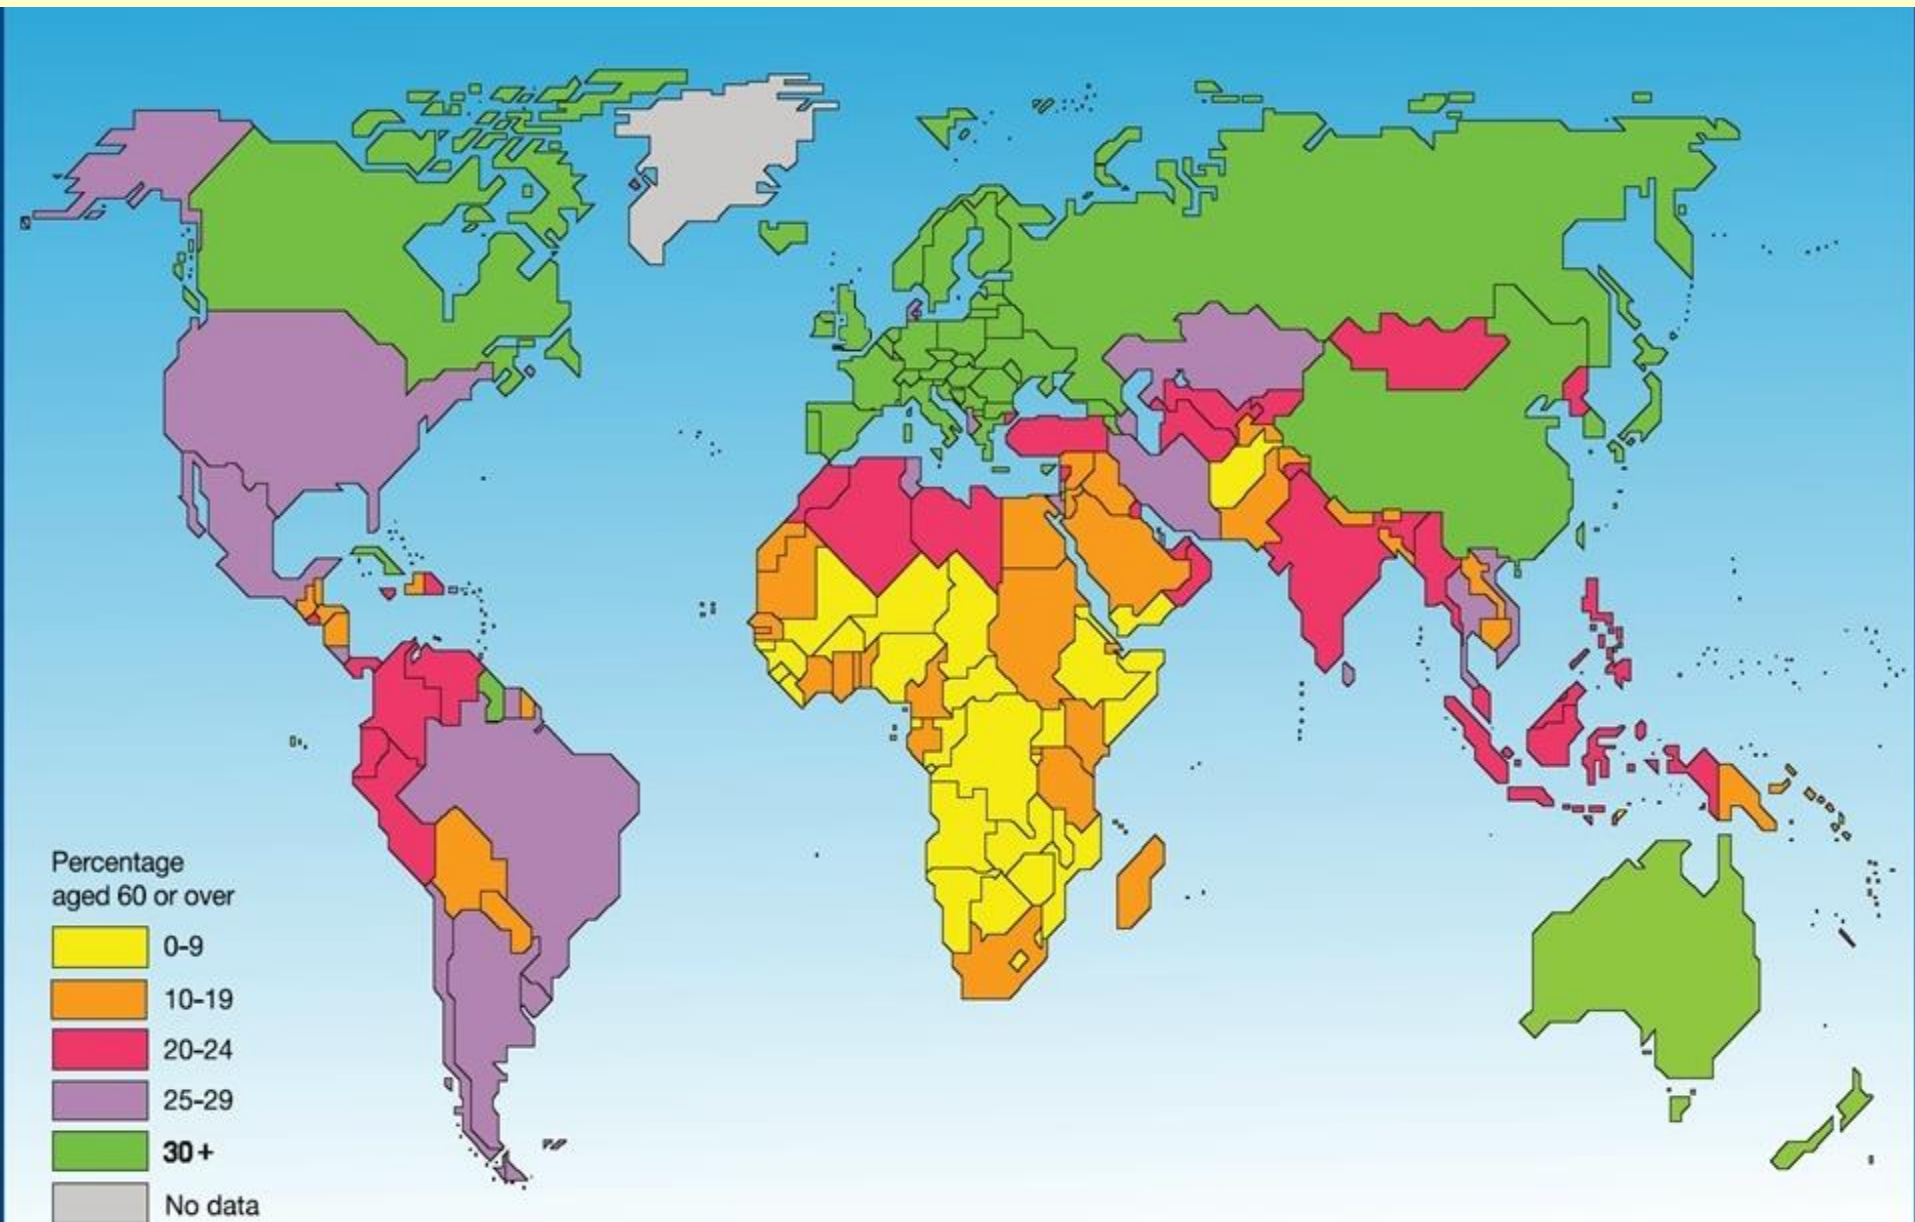 Percentage
aged 60 or over
0-9
10-19
20-24
25-29
30+
No data